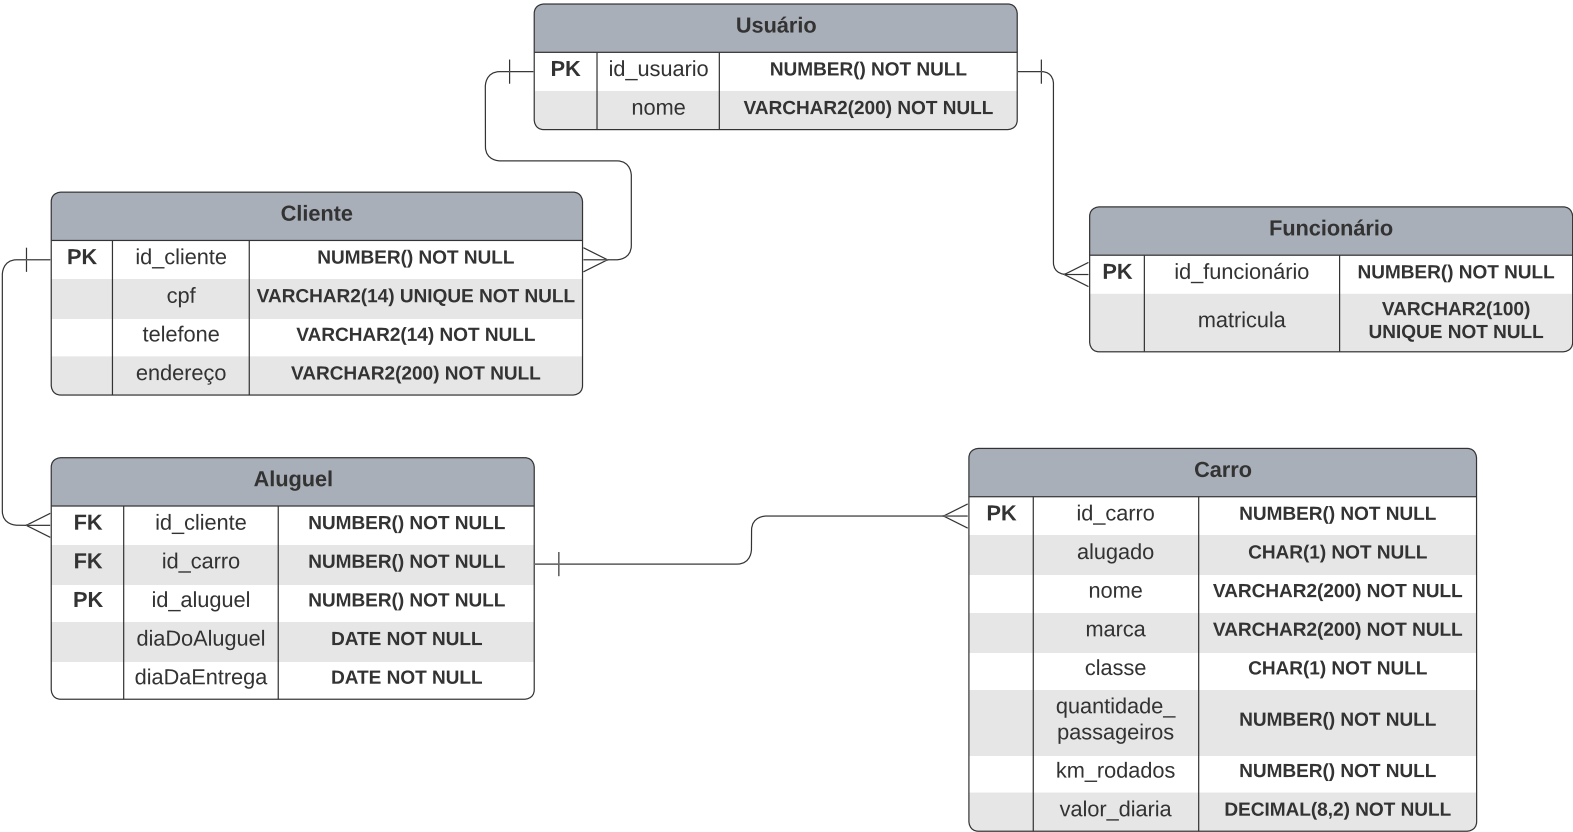 Usuário
PK id_usuario NUMBER() NOT NULL
nome VARCHAR2(200) NOT NULL
Cliente
PK id_cliente NUMBER() NOT NULL
cpf VARCHAR2(14) UNIQUE NOT NULL
telefone VARCHAR2(14) NOT NULL
endereço VARCHAR2(200) NOT NULL
Funcionário
PK id_funcionário NUMBER() NOT NULL
matricula VARCHAR2(100)
UNIQUE NOT NULL
Aluguel
FK id_cliente NUMBER() NOT NULL
FK id_carro NUMBER() NOT NULL
PK id_aluguel NUMBER() NOT NULL
diaDoAluguel DATE NOT NULL
diaDaEntrega DATE NOT NULL
Carro
PK id_carro NUMBER() NOT NULL
alugado CHAR(1) NOT NULL
nome VARCHAR2(200) NOT NULL
marca VARCHAR2(200) NOT NULL
classe CHAR(1) NOT NULL
quantidade_
passageiros NUMBER() NOT NULL
km_rodados NUMBER() NOT NULL
valor_diaria DECIMAL(8,2) NOT NULL